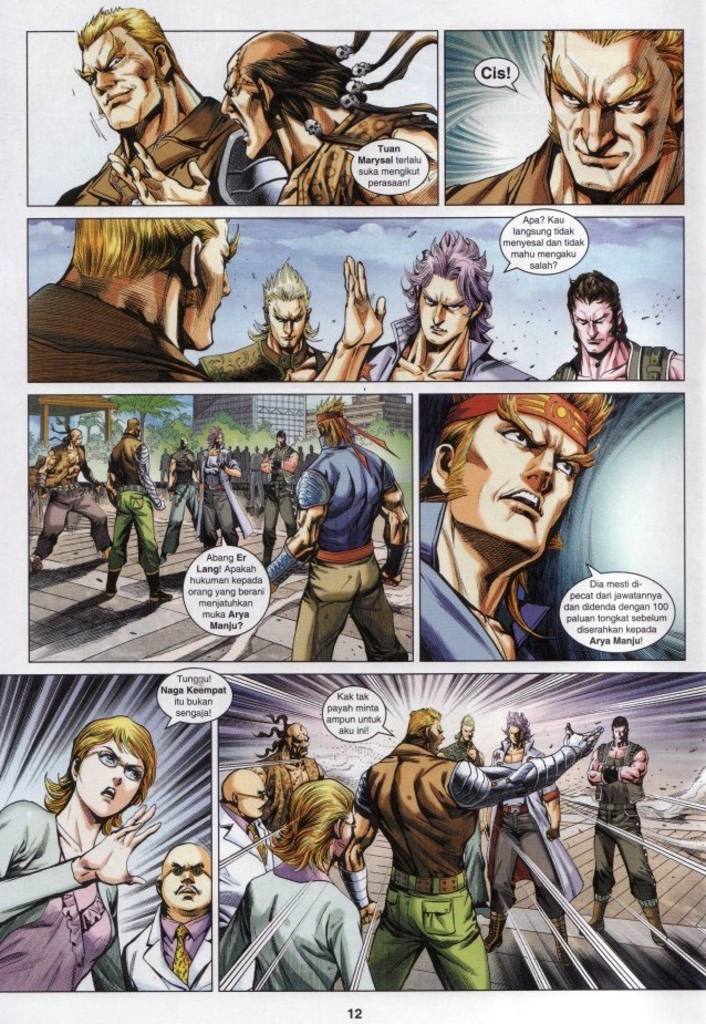 Tuan
Marysal terlalu
suka mengikut
perasaan!
Cis!
Apa? Kau
langsung tidak
menyesal dan tidak
mahu mengaku
salah?
Abang Er
Lang! Apakah
hukuman kepada
orang yang berani
menjatuhkan
muka Arya
Manju?
Dia mesti di-
pecat dari jawatannya
dan didenda dengan 100
paluan tongkat sebelum
diserahkan kepada
Arya Manju!
Tunggu!
Naga Keempat
itu bukan
sengaja!
Kak tak
payah minta
ampun untuk
aku ini!
12